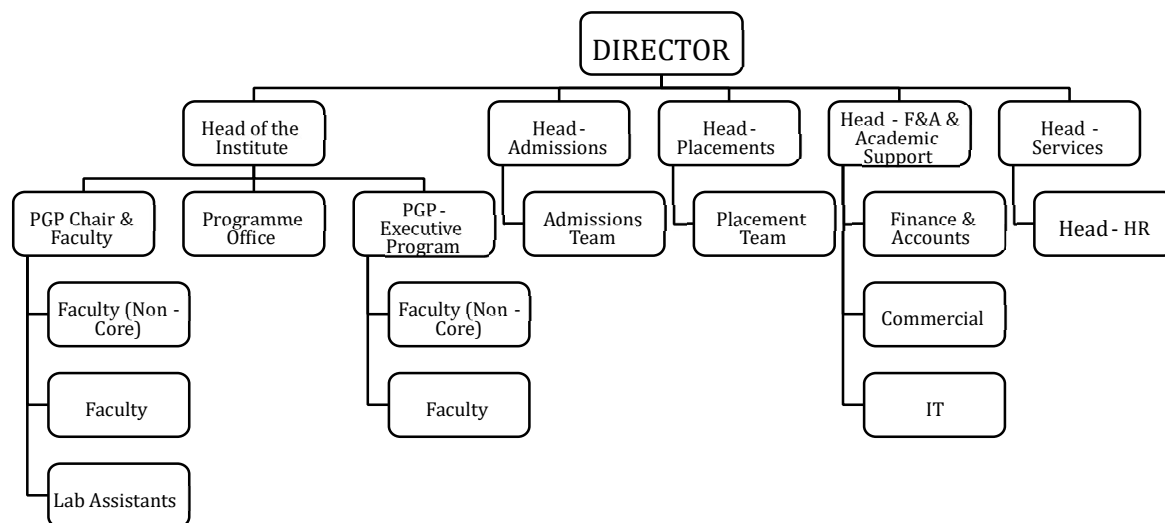 DIRECTOR
Head of the
Institute
Head -
Admissions
Head -
Placements
Head - F&A &
Academic
Support
Head -
Services
PGP Chair &
Faculty
Programme
Office
PGP -
Executive
Program
Admissions
Team
Placement
Team
Finance &
Accounts
Head - HR
Faculty (Non -
Core)
Faculty (Non -
Core)
Commercial
Faculty
Faculty
IT
Lab Assistants